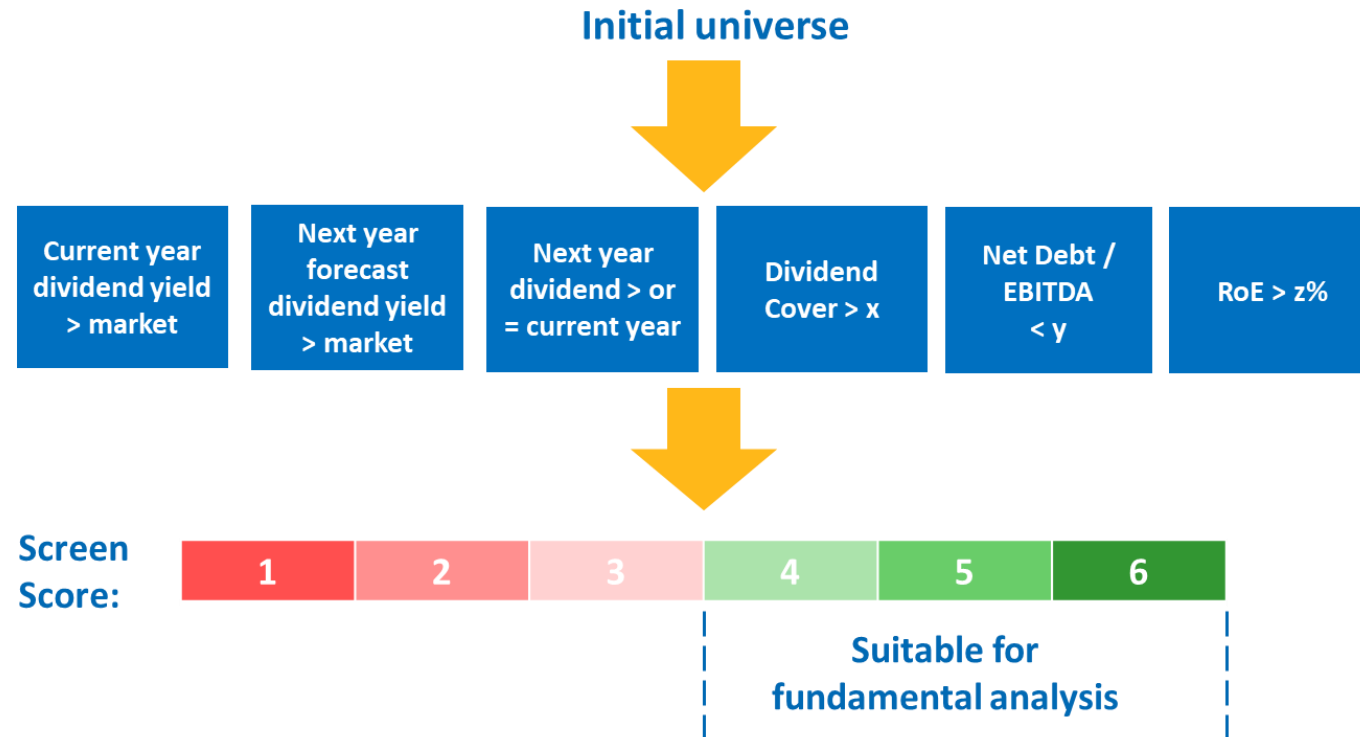 Initial universe
Current year
dividend yield
> market
Next year
forecast
dividend yield
> market
Next year
dividend > or
= current year
Dividend
Cover > x
Net Debt /
EBITDA
< y
RoE > z%
Screen
Score:
1
2
3
4
5
6
Suitable for
fundamental analysis